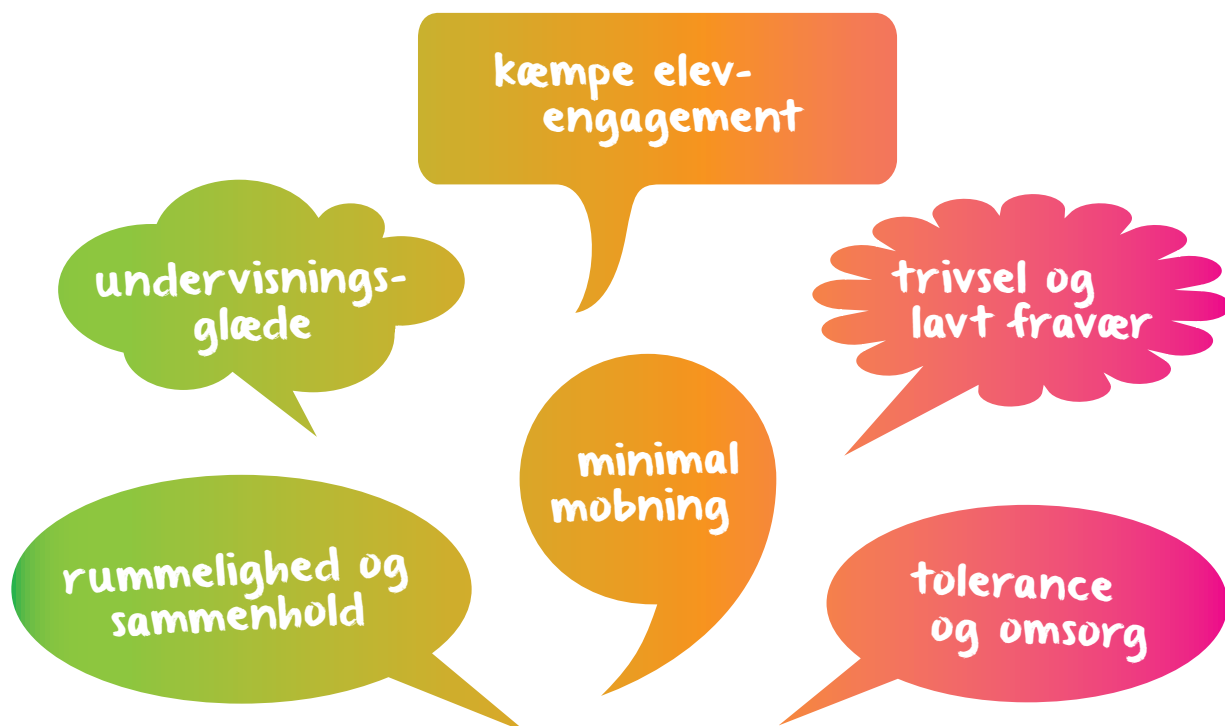 kæmpe elev-
engagement
undervisnings-
glæde
trivsel og
lavt fravær
minimal
mobning
rummelighed og
sammenhold
tolerance
og omsorg